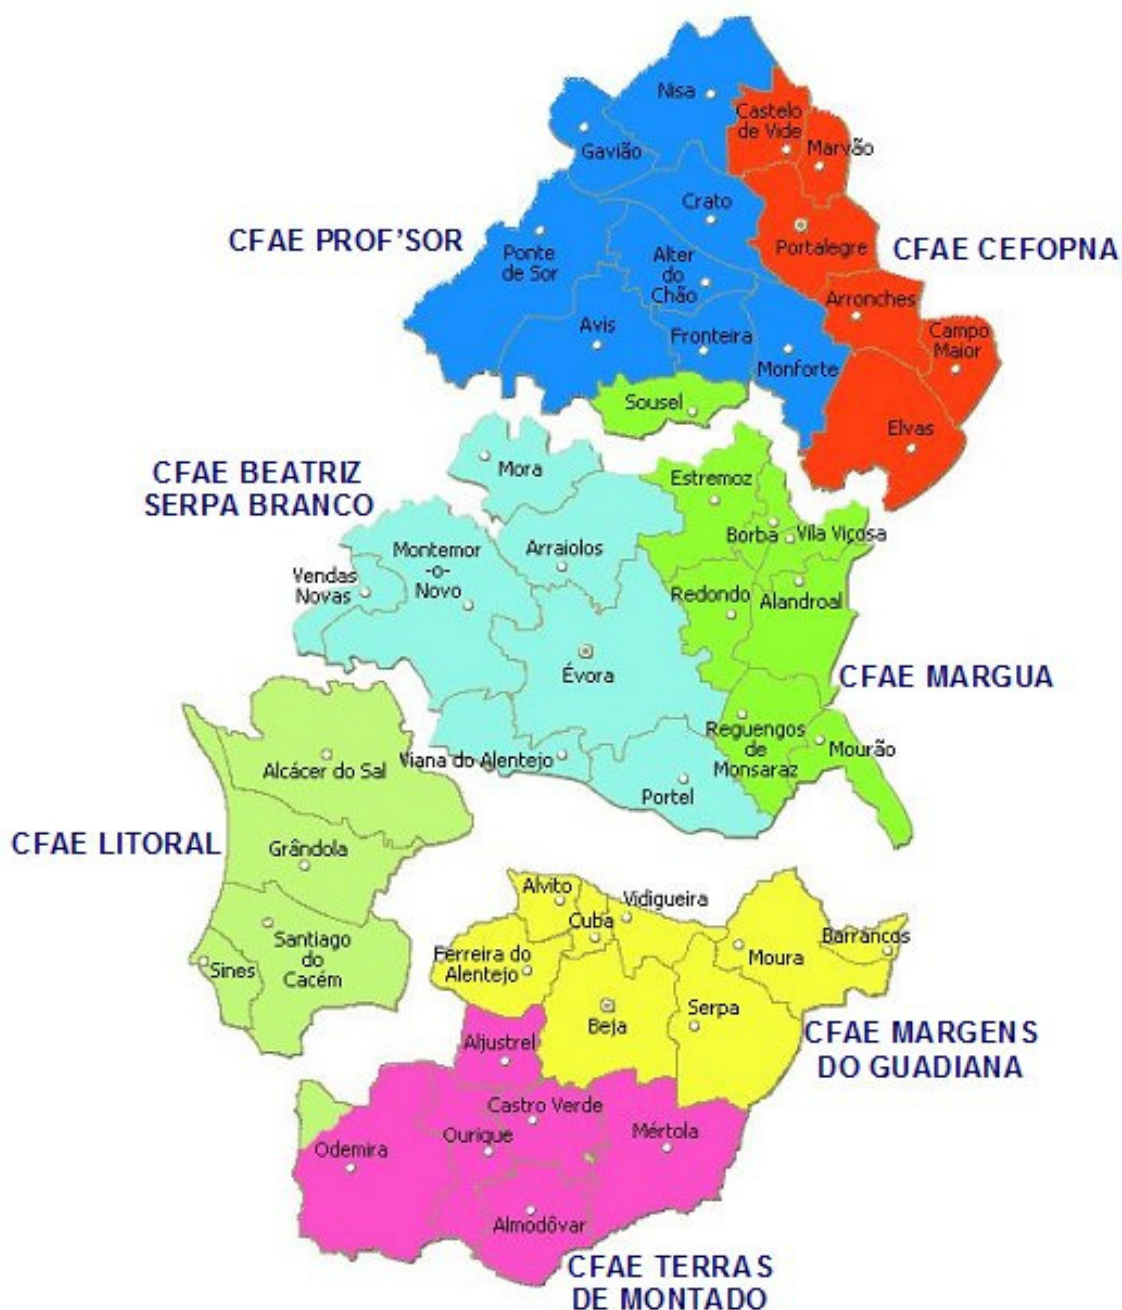 Nisa
Castelo
de Vide
Gavião
Marvão
Crato
CFAE PROF'SOR
Ponte
de Sor
Alter
do
Chão
Portalegre
CFAE CEFOPNA
Arronches
Avis
Fronteira
Campo
Maior
Monforte
Sousel
Elvas
CFAE BEATRIZ
SERPA BRANCO
Mora
Estremoz
Borba
Vila Viçosa
Montemor
-o-
Novo
Arraiolos
Vendas
Novas
Redondo
Alandroal
Évora
CFAE MARGUA
Reguengos
de
Monsaraz
Mourão
Viana do Alentejo
Portel
Alcácer do Sal
CFAE LITORAL
Grândola
Santiago
do
Cacém
Sines
Alvito
Vidigueira
Cuba
Ferreira do
Alentejo
Moura
Barrancos
Beja
Serpa
CFAE MARGENS
DO GUADIANA
Aljustrel
Castro Verde
Ourique
Mértola
Odemira
Almodôvar
CFAE TERRAS
DE MONTADO